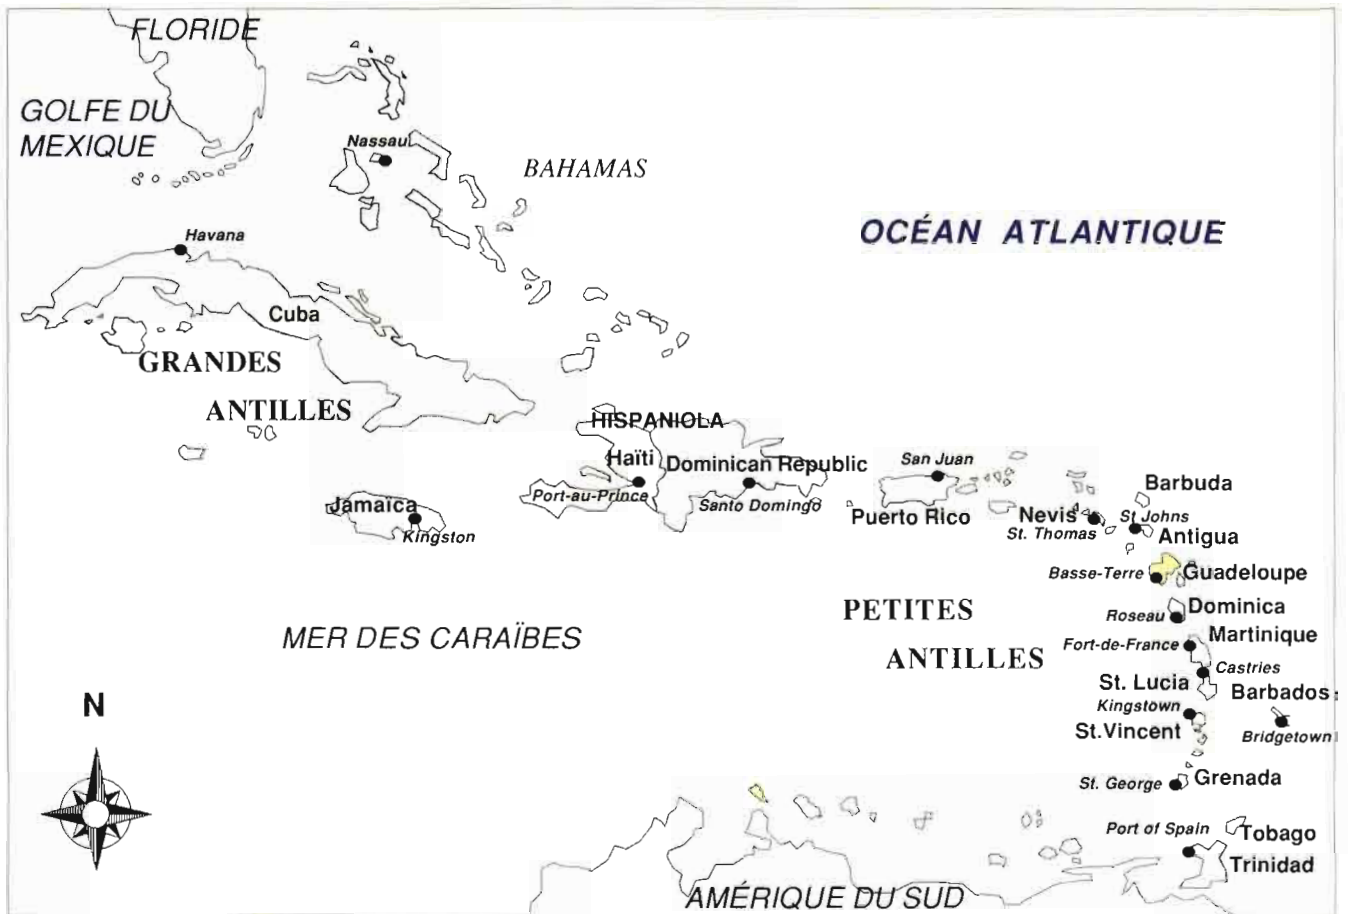 FLORIDE
GOLFE DU
MEXIQUE
Nassau
BAHAMAS
OCÉAN ATLANTIQUE
Havana
Cuba
GRANDES
ANTILLES
HISPANIOLA
Haïti
Dominican Republic
San Juan
Port-au-Prince
Santo Domingo
Puerto Rico
Jamaïca
Kingston
Barbuda
Nevis
St Johns
St. Thomas
Antigua
Basse-Terre
Guadeloupe
PETITES
Roseau
Dominica
MER DES CARAÏBES
Martinique
Fort-de-France
ANTILLES
Castries
St. Lucia
Barbados
Kingstown
St.Vincent
Bridgetown
N
St. George
Grenada
Port of Spain
Tobago
Trinidad
AMÉRIQUE DU SUD